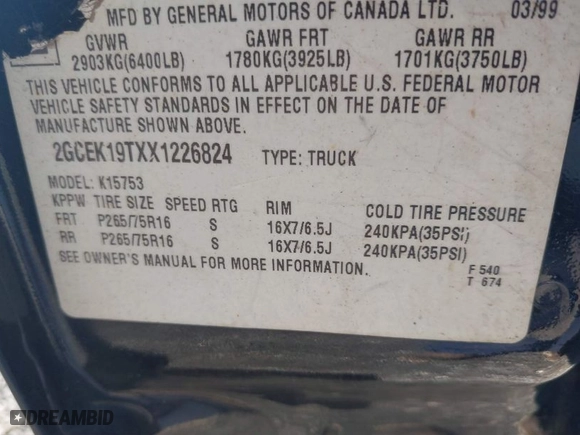 MFD BY GENERAL MOTORS OF CANADA LTD. 03/99
GVWR GAWR FRT GAWR RR
2903KG(6400LB) 1780KG(3925LB) 1701KG(3750LB)
THIS VEHICLE CONFORMS TO ALL APPLICABLE U.S. FEDERAL MOTOR
VEHICLE SAFETY STANDARDS IN EFFECT ON THE DATE OF
MANUFACTURE SHOWN ABOVE.
2GCEK19TXX1226824 TYPE: TRUCK
MODEL: K15753
KPPW TIRE SIZE SPEED RTG RIM COLD TIRE PRESSURE
FRT P265/75R16 S 16X7/6.5J 240KPA(35PSI)
RR P265/75R16 S 16X7/6.5J 240KPA(35PSI)
SEE OWNER'S MANUAL FOR MORE INFORMATION.
F 540
T 674
DREAMBID